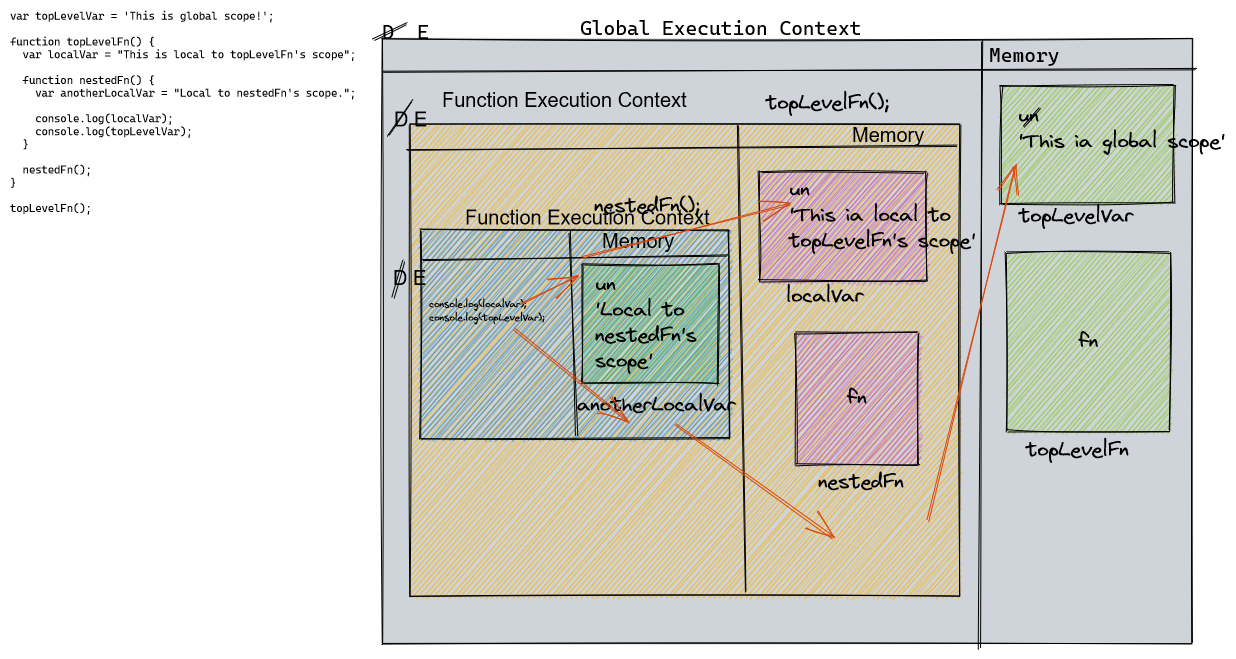 var topLevelVar = 'This is global scope!';
function topLevelFn() {
  var localVar = "This is local to topLevelFn's scope";
  function nestedFn() {
    var anotherLocalVar = "Local to nestedFn's scope.";
    console.log(localVar);
    console.log(topLevelVar);
  }
  nestedFn();
}
topLevelFn();
Global Execution Context
D E
Memory
Function Execution Context
topLevelFn();
D E
Memory
un
'This ia global scope'
topLevelVar
fn
topLevelFn
un
'This ia local to
topLevelFn's scope'
localVar
fn
nestedFn
nestedFn();
Function Execution Context
Memory
D E
console.log(localVar);
console.log(topLevelVar);
un
'Local to
nestedFn's
scope'
anotherLocalVar